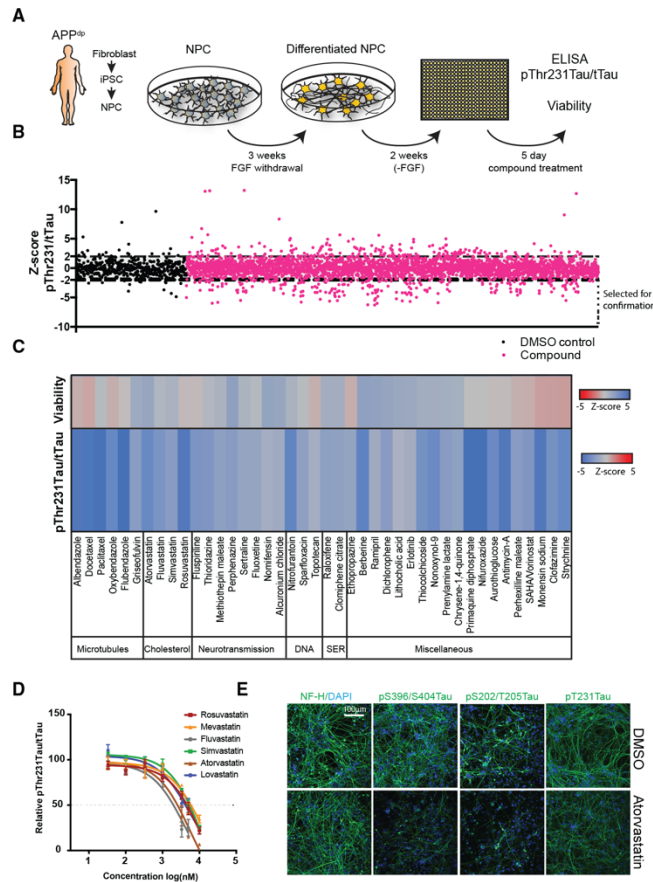 A
APPdp
Fibroblast
iPSC
NPC
NPC
Differentiated NPC
ELISA
pThr231Tau/tTau
Viability
3 weeks
FGF withdrawal
2 weeks
(-FGF)
5 day
compound treatment
B
Z-score
pThr231/tTau
15
10
5
2
0
-2
-5
-10
Selected for
confirmation
DMSO control
Compound
C
Viability
pThr231Tau/tTau
-5 Z-score 5
-5 Z-score 5
Albendazole
Docetaxel
Paclitaxel
Oxybendazole
Flubendazole
Griseofulvin
Atorvastatin
Fluvastatin
Simvastatin
Rosuvastatin
Fluspirilene
Thioridazine
Methiothepin maleate
Perphenazine
Sertraline
Fluoxetine
Nomifensin
Alcuronium chloride
Nitrofurantoin
Sparfloxacin
Topotecan
Raloxifene
Clomiphene citrate
Ethopropazine
Berberine
Ramipril
Dichlorophene
Lithocholic acid
Erlotinib
Thiocolchicoside
Nonoxynol-9
Prenylamine lactate
Chrysene-1,4-quinone
Primaquine diphosphate
Nifuroxazide
Aurothioglucose
Antimycin-A
Perhexiline maleate
SAHA/Vorinostat
Monensin sodium
Clofazimine
Strychnine
Microtubules
Cholesterol
Neurotransmission
DNA
SER
Miscellaneous
D
Relative pThr231Tau/tTau
150
100
50
0
1 2 3 4 5
Concentration log(nM)
Rosuvastatin
Mevastatin
Fluvastatin
Simvastatin
Atorvastatin
Lovastatin
E
NF-H/DAPI
pS396/S404Tau
pS202/T205Tau
pT231Tau
100µm
DMSO
Atorvastatin